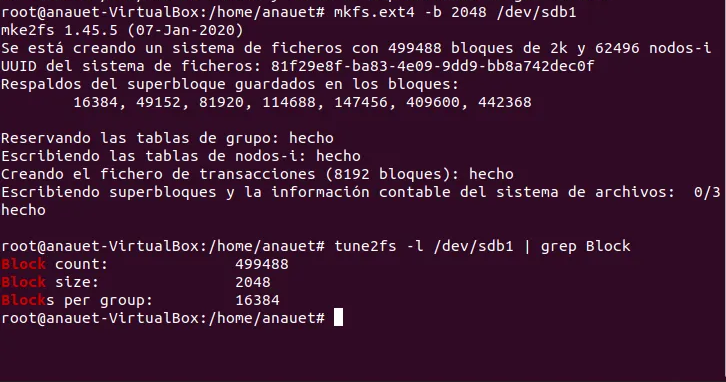 root@anauet-VirtualBox:/home/anauet# mkfs.ext4 -b 2048 /dev/sdb1
mke2fs 1.45.5 (07-Jan-2020)
Se está creando un sistema de ficheros con 499488 bloques de 2k y 62496 nodos-i
UUID del sistema de ficheros: 81f29e8f-ba83-4e09-9dd9-bb8a742dec0f
Respaldos del superbloque guardados en los bloques:
        16384, 49152, 81920, 114688, 147456, 409600, 442368

Reservando las tablas de grupo: hecho
Escribiendo las tablas de nodos-i: hecho
Creando el fichero de transacciones (8192 bloques): hecho
Escribiendo superbloques y la información contable del sistema de archivos:  0/3
hecho

root@anauet-VirtualBox:/home/anauet# tune2fs -l /dev/sdb1 | grep Block
Block count:              499488
Block size:               2048
Blocks per group:         16384
root@anauet-VirtualBox:/home/anauet#